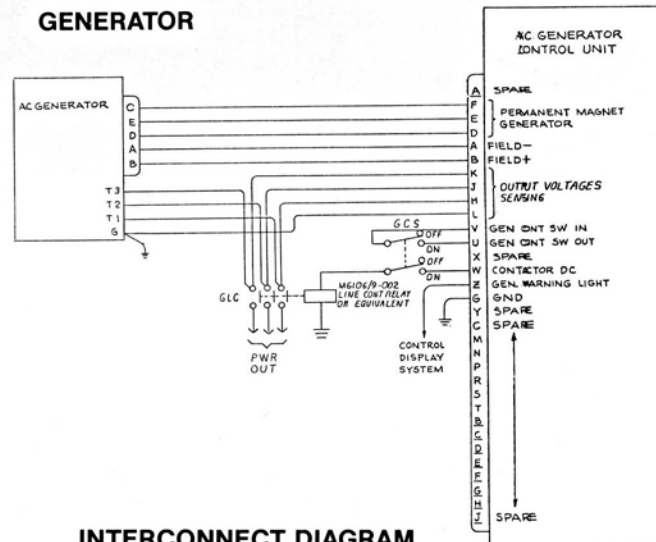 GENERATOR
AC GENERATOR
CONTROL UNIT
AC GENERATOR
C
E
D
A
B
T3
T2
T1
G
A SPARE
F
E PERMANENT MAGNET
D GENERATOR
A FIELD-
B FIELD+
K
J OUTPUT VOLTAGES
H SENSING
L
V GEN CONT SW IN
U GEN CONT SW OUT
X SPARE
W CONTACTOR DC
Z GEN. WARNING LIGHT
G GND
Y SPARE
C SPARE
M
N
P
R
S
T
B
C
D
E
F
G
H
J SPARE
GCS
OFF
ON
OFF
ON
M6106/9-002
LINE CONT RELAY
OR EQUIVALENT
GLC
PWR
OUT
CONTROL
DISPLAY
SYSTEM
INTERCONNECT DIAGRAM